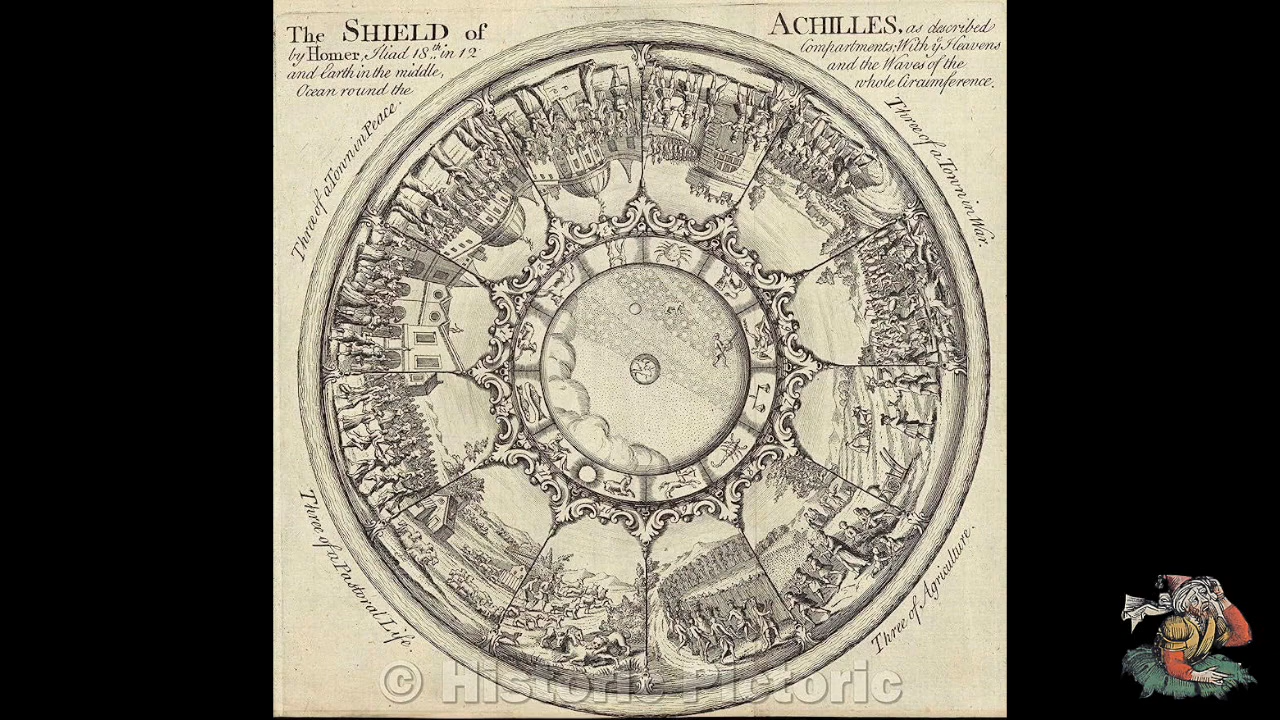 The SHIELD of
by Homer, Iliad 18th in 12
and Earth in the middle,
Ocean round the
ACHILLES, as described
Compartments; With ye Heavens
and the Waves of the
whole Circumference.
Three of a Town in Peace.
Three of a Town in War.
Three of a Pastoral Life.
Three of Agriculture.
© Historic Pictoric